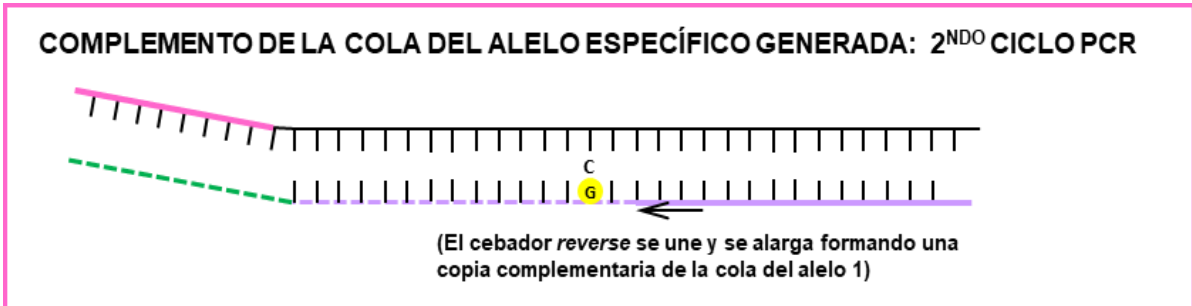 COMPLEMENTO DE LA COLA DEL ALELO ESPECÍFICO GENERADA: 2NDO CICLO PCR
C
G
(El cebador reverse se une y se alarga formando una
copia complementaria de la cola del alelo 1)